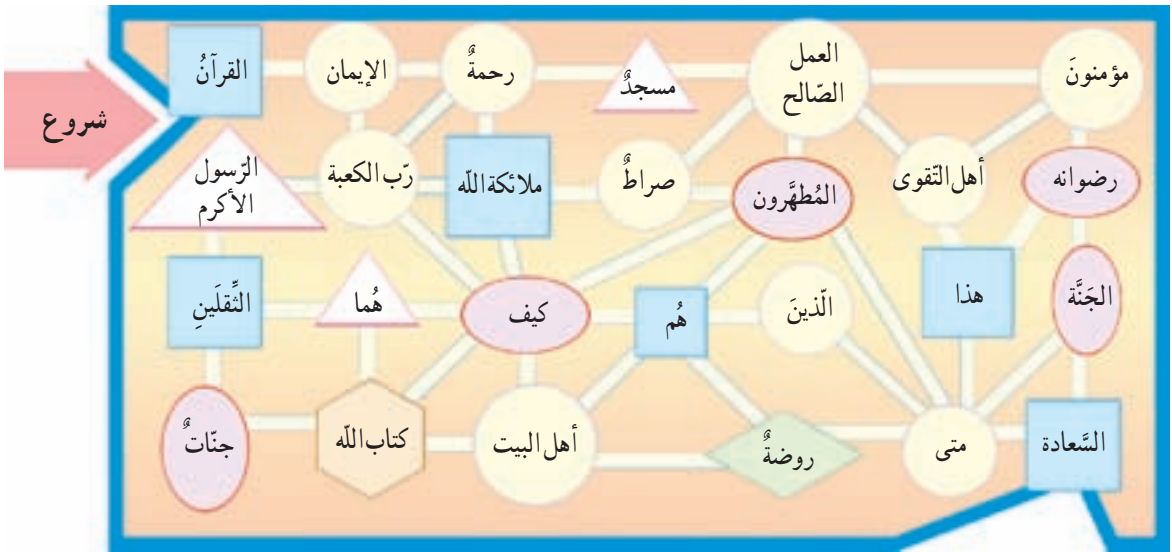 شروع
القرآنُ
الإيمان
رحمةٌ
مسجدٌ
العمل
الصّالح
مؤمنونَ
الرّسول
الأكرم
ربّ الكعبة
ملائكة اللّه
صراطٌ
المُطهَّرون
أهل التّقوى
رضوانه
الثِّقلَينِ
هُما
كيف
هُم
الّذينَ
هذا
الجَنَّة
جنّاتٌ
كتاب اللّه
أهل البيت
روضةٌ
متى
السَّعادة